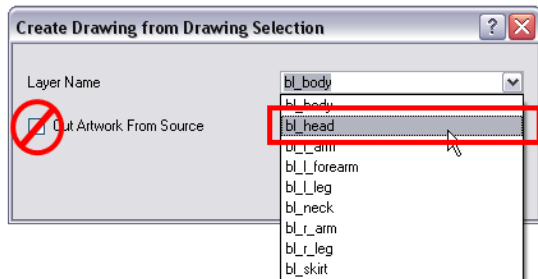 Create Drawing from Drawing Selection
Layer Name
bl_body
Cut Artwork From Source
bl_body
bl_head
bl_l_arm
bl_l_forearm
bl_l_leg
bl_neck
bl_r_arm
bl_r_leg
bl_skirt